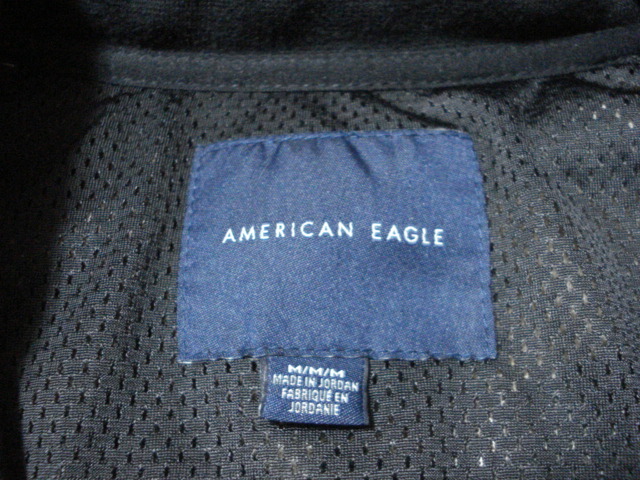 AMERICAN EAGLE
M/M/M
MADE IN JORDAN
FABRIQUÉ EN
JORDANIE